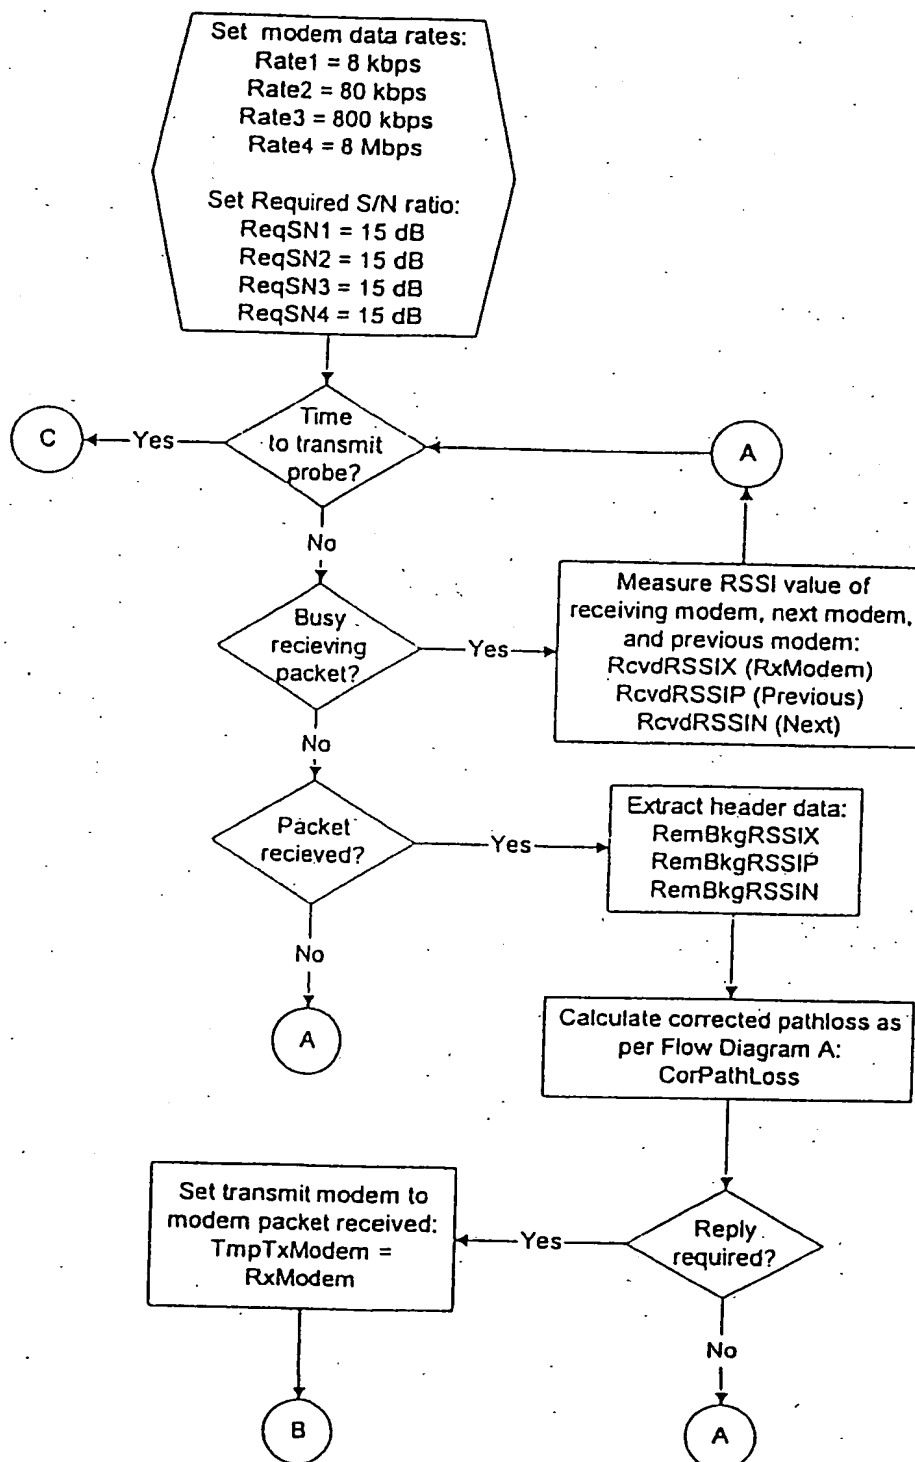 Set modem data rates:
Rate1 = 8 kbps
Rate2 = 80 kbps
Rate3 = 800 kbps
Rate4 = 8 Mbps
Set Required S/N ratio:
ReqSN1 = 15 dB
ReqSN2 = 15 dB
ReqSN3 = 15 dB
ReqSN4 = 15 dB
Time
to transmit
probe?
C
Yes
A
No
Busy
recieving
packet?
Yes
Measure RSSI value of
receiving modem, next modem,
and previous modem:
RcvdRSSIX (RxModem)
RcvdRSSIP (Previous)
RcvdRSSIN (Next)
No
Packet
recieved?
Yes
Extract header data:
RemBkgRSSIX
RemBkgRSSIP
RemBkgRSSIN
No
A
Calculate corrected pathloss as
per Flow Diagram A:
CorPathLoss
Reply
required?
Yes
Set transmit modem to
modem packet received:
TmpTxModem =
RxModem
No
B
A